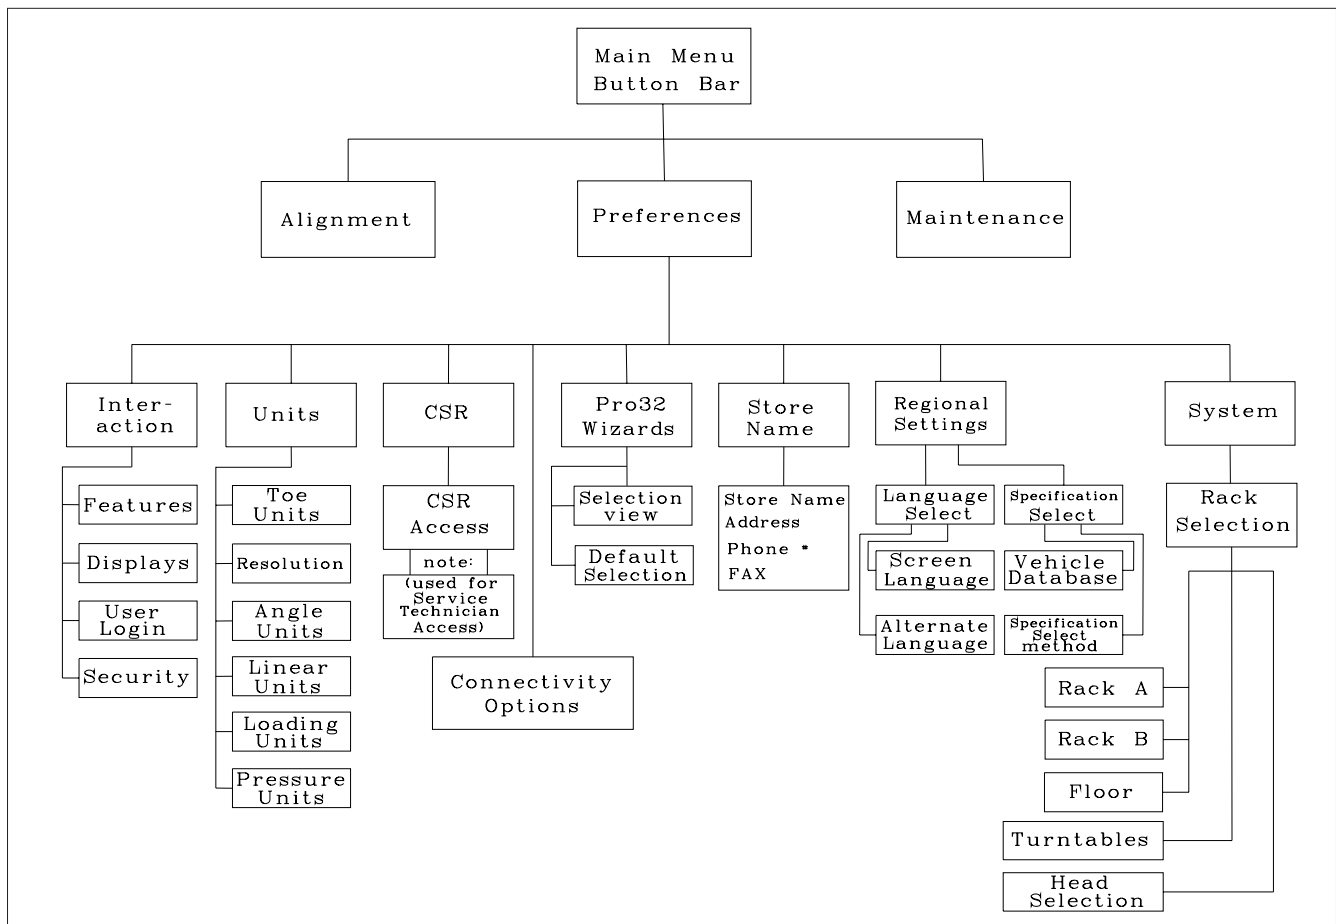 Main Menu
Button Bar
Alignment
Preferences
Maintenance
Inter-
action
Units
CSR
Pro32
Wizards
Store
Name
Regional
Settings
System
Features
Displays
User
Login
Security
Toe
Units
Resolution
Angle
Units
Linear
Units
Loading
Units
Pressure
Units
CSR
Access
note:
(used for
Service
Technician
Access)
Connectivity
Options
Selection
view
Default
Selection
Store Name
Address
Phone *
FAX
Language
Select
Screen
Language
Alternate
Language
Specification
Select
Vehicle
Database
Specification
Select
method
Rack
Selection
Rack A
Rack B
Floor
Turntables
Head
Selection